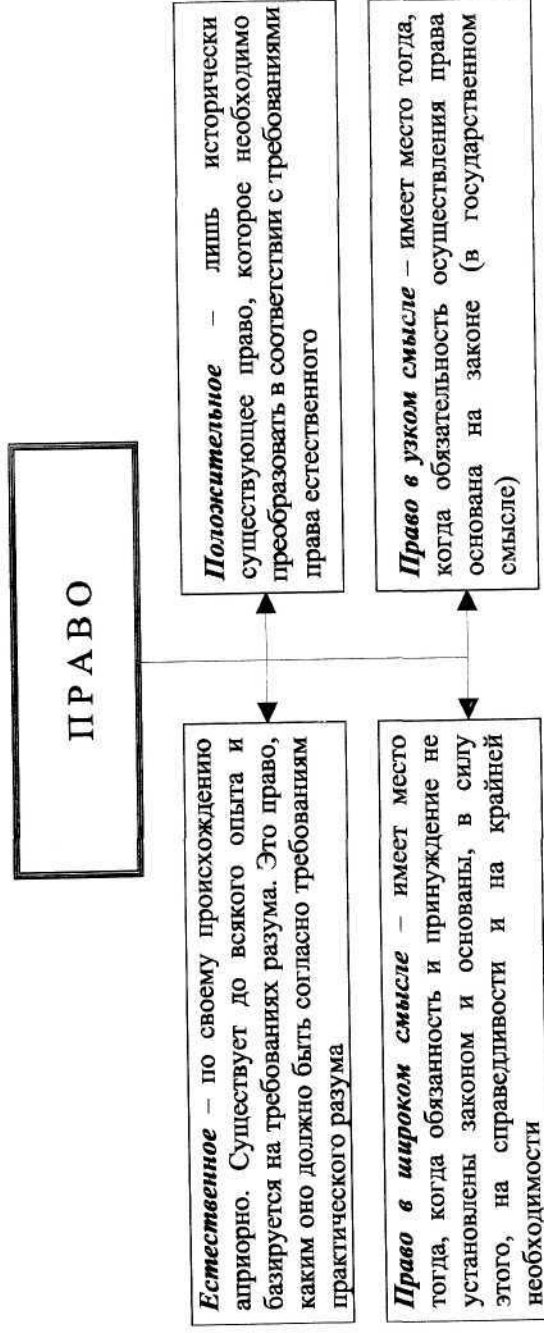 ПРАВО
Естественное – по своему происхождению
априорно. Существует до всякого опыта и
базируется на требованиях разума. Это право,
каким оно должно быть согласно требованиям
практического разума
Положительное – лишь исторически
существующее право, которое необходимо
преобразовать в соответствии с требованиями
права естественного
Право в широком смысле – имеет место
тогда, когда обязанность и принуждение не
установлены законом и основаны, в силу
этого, на справедливости и на крайней
необходимости
Право в узком смысле – имеет место тогда,
когда обязательность осуществления права
основана на законе (в государственном
смысле)